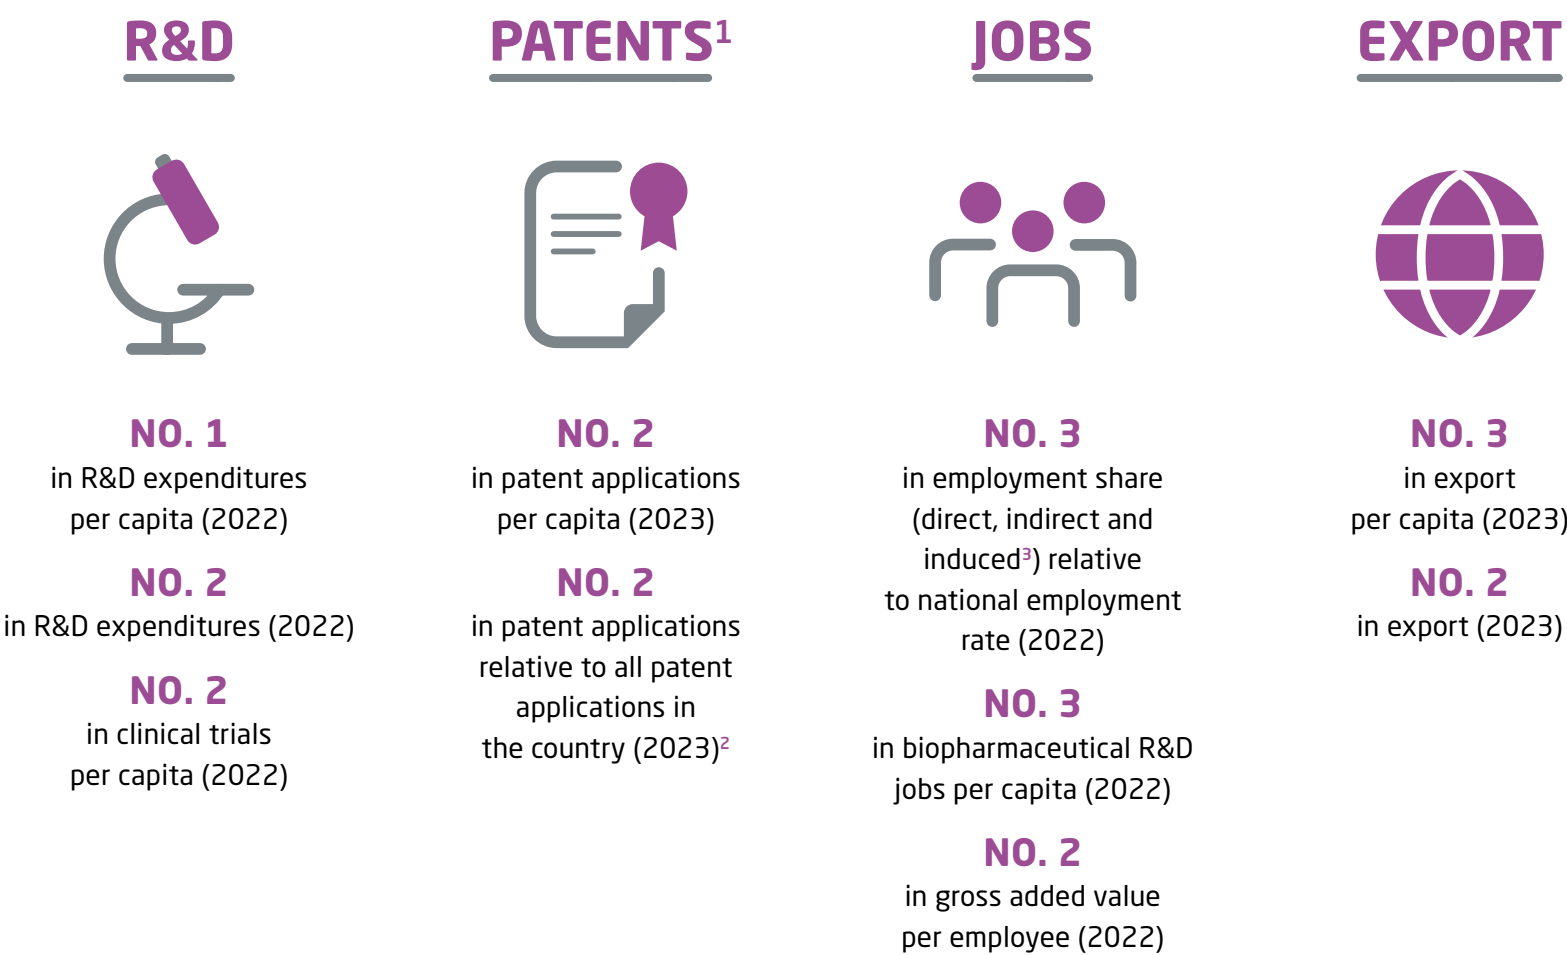 R&D
NO. 1
in R&D expenditures
per capita (2022)
NO. 2
in R&D expenditures (2022)
NO. 2
in clinical trials
per capita (2022)
PATENTS¹
NO. 2
in patent applications
per capita (2023)
NO. 2
in patent applications
relative to all patent
applications in
the country (2023)²
JOBS
NO. 3
in employment share
(direct, indirect and
induced³) relative
to national employment
rate (2022)
NO. 3
in biopharmaceutical R&D
jobs per capita (2022)
NO. 2
in gross added value
per employee (2022)
EXPORT
NO. 3
in export
per capita (2023)
NO. 2
in export (2023)